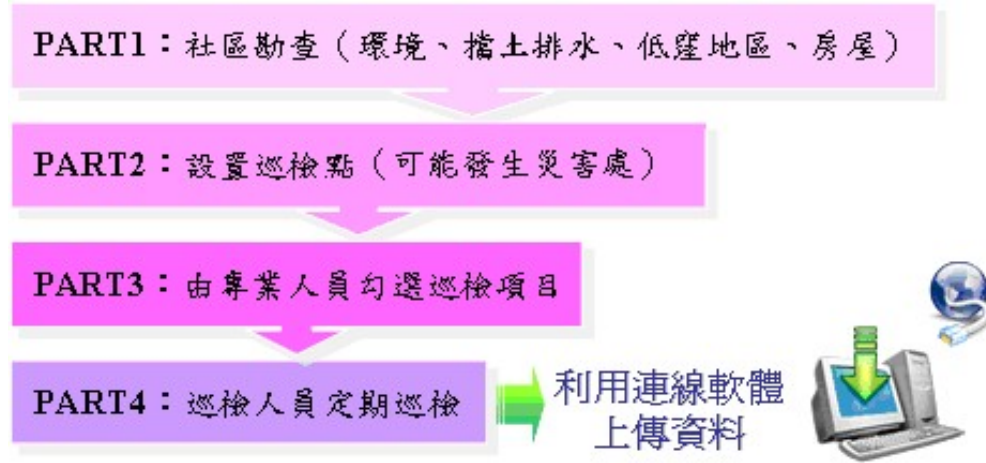 PART1：社區勘查（環境、擋土排水、低窪地區、房屋）
PART2：設置巡檢點（可能發生災害處）
PART3：由專業人員勾選巡檢項目
PART4：巡檢人員定期巡檢
利用連線軟體
上傳資料